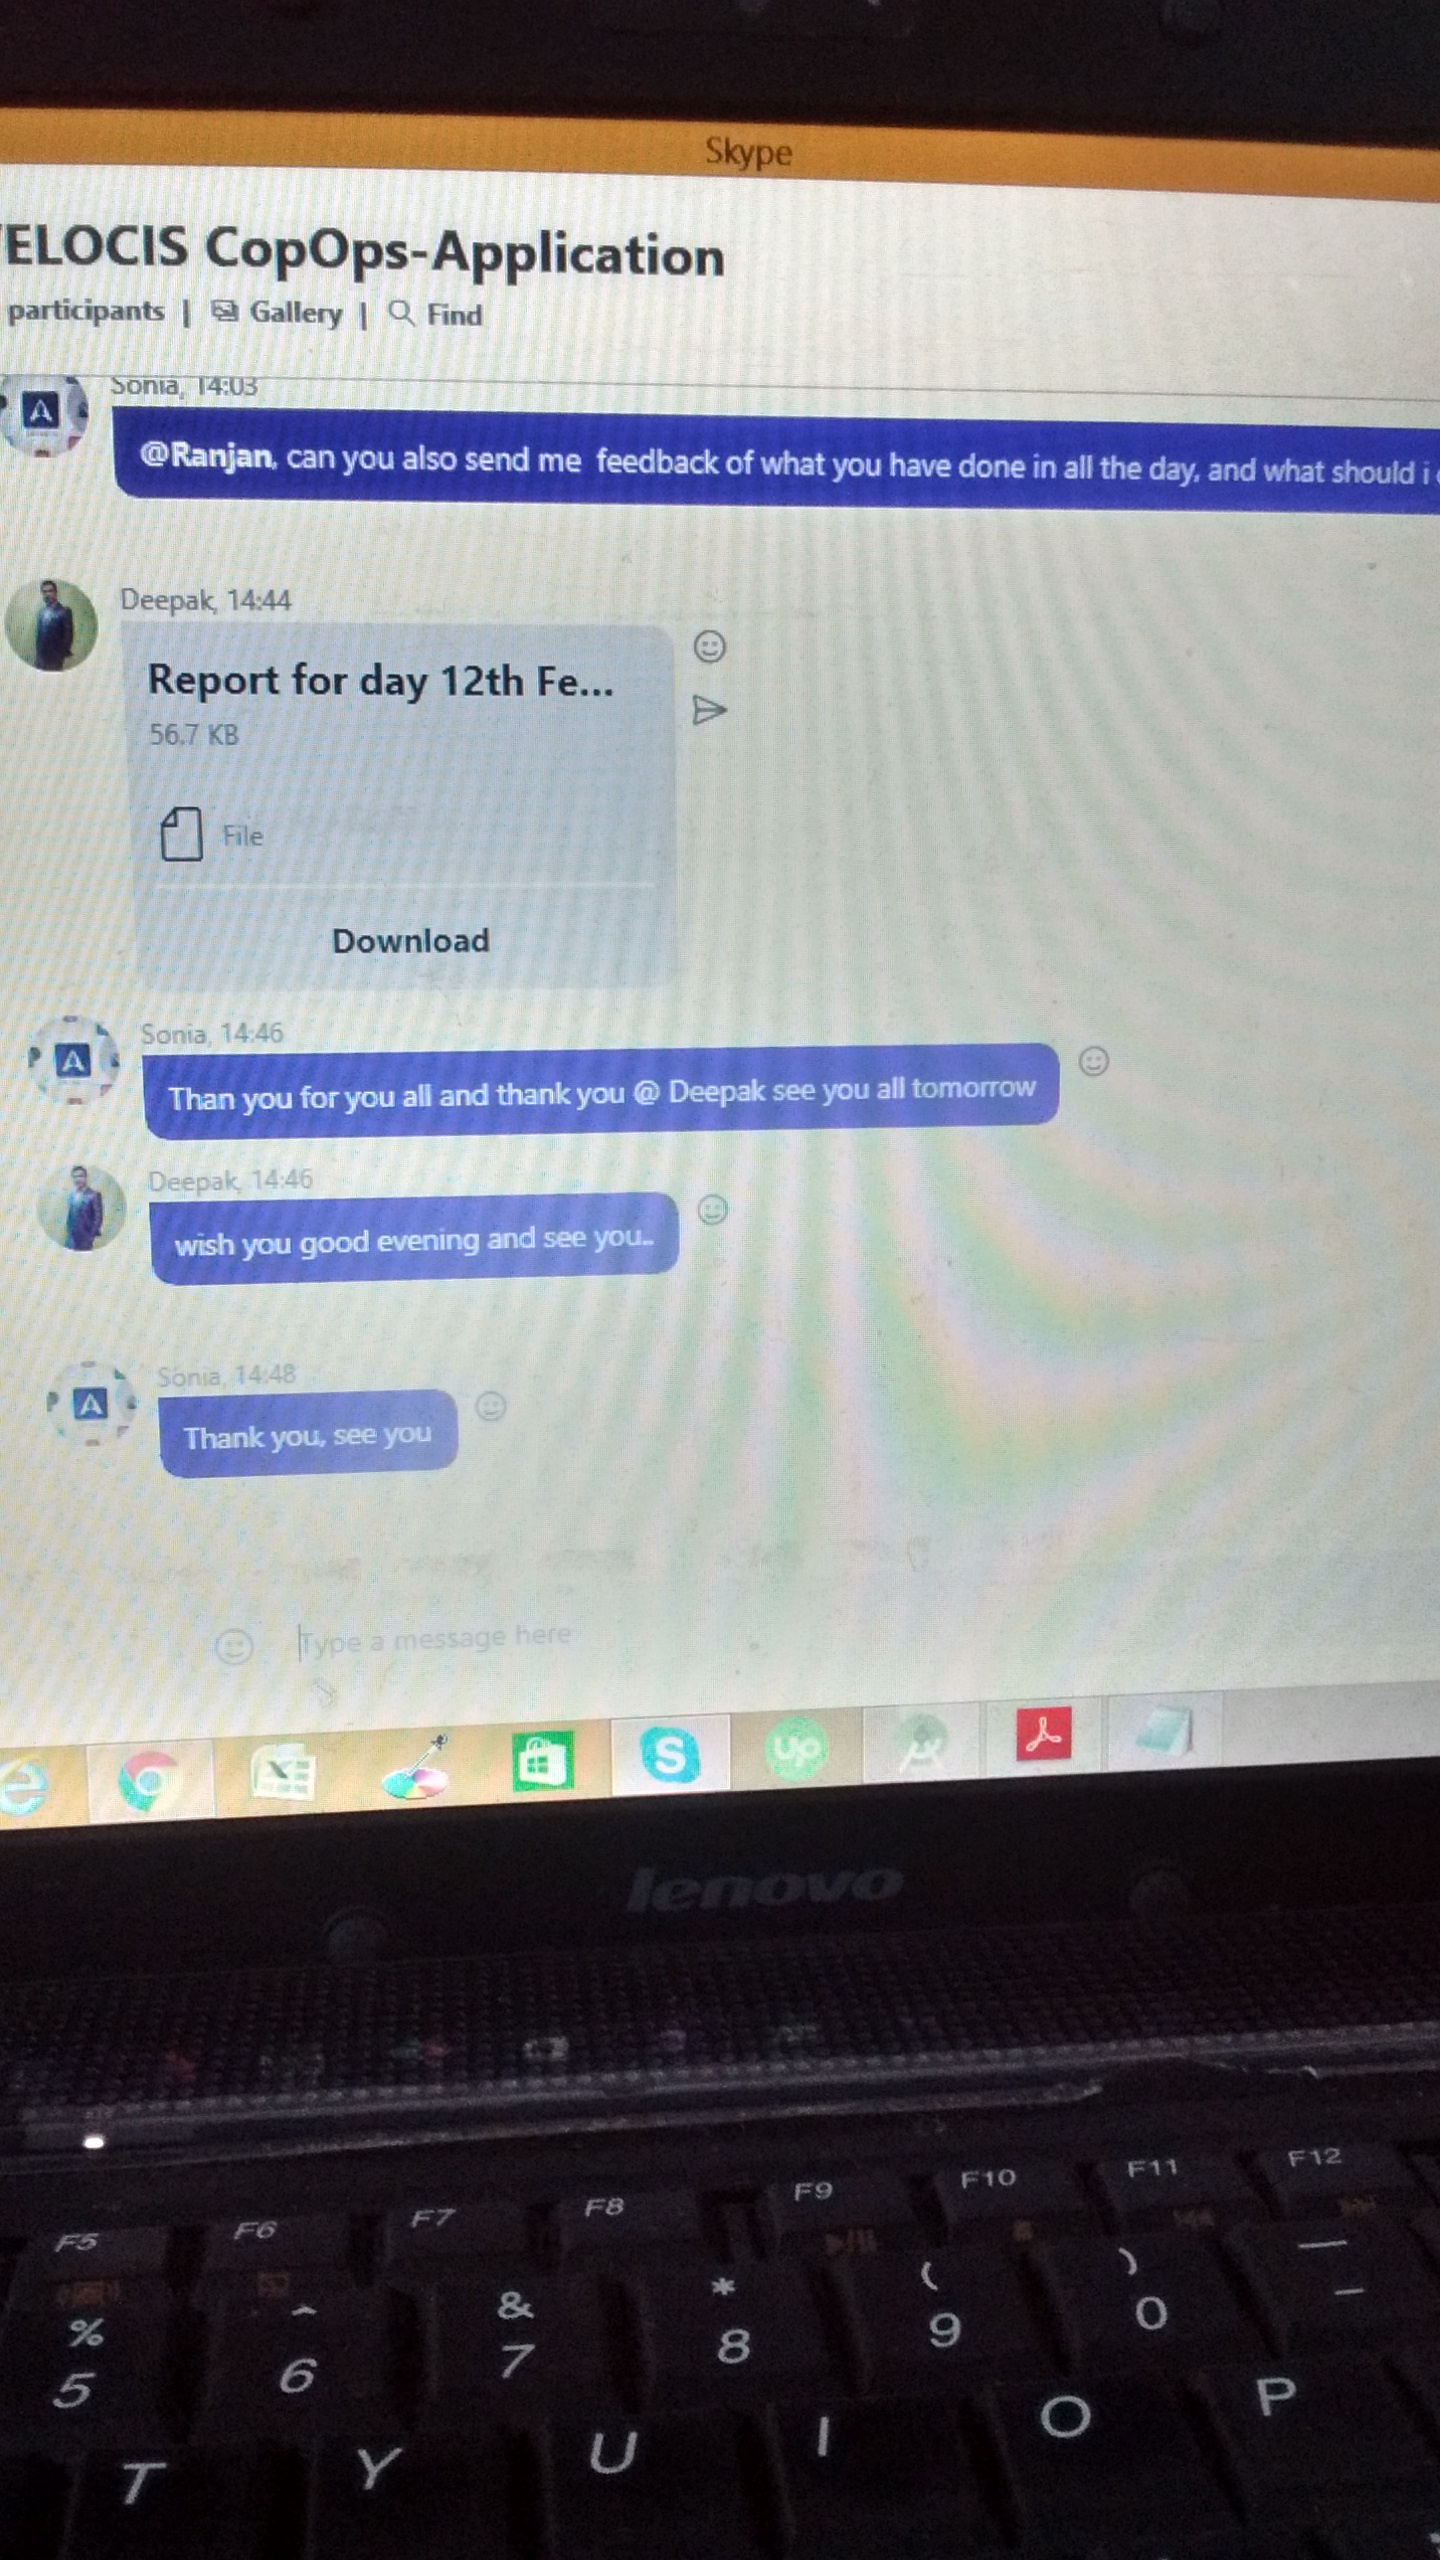 Skype
ELOCIS CopOps-Application
participants | Gallery | Find
Sonia, 14:03
@Ranjan, can you also send me feedback of what you have done in all the day, and what should i
Deepak, 14:44
Report for day 12th Fe...
56.7 KB
File
Download
Sonia, 14:46
Than you for you all and thank you @ Deepak see you all tomorrow
Deepak, 14:46
wish you good evening and see you..
Sonia, 14:48
Thank you, see you
Type a message here
lenovo
F5 F6 F7 F8 F9 F10 F11 F12
% ^ & * ( ) —
5 6 7 8 9 0 -
T Y U I O P